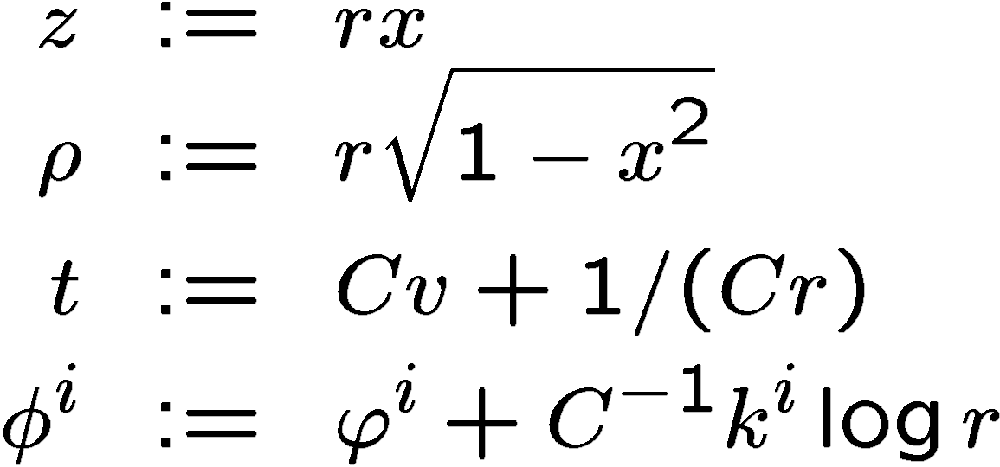 z := rx
ρ := r√(1 − x²)
t := Cv + 1/(Cr)
ϕⁱ := φⁱ + C⁻¹kⁱ log r